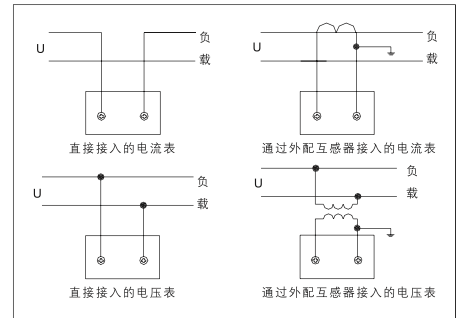 U 负
载
直接接入的电流表
U 负
载
通过外配互感器接入的电流表
U 负
载
直接接入的电压表
U 负
载
通过外配互感器接入的电压表